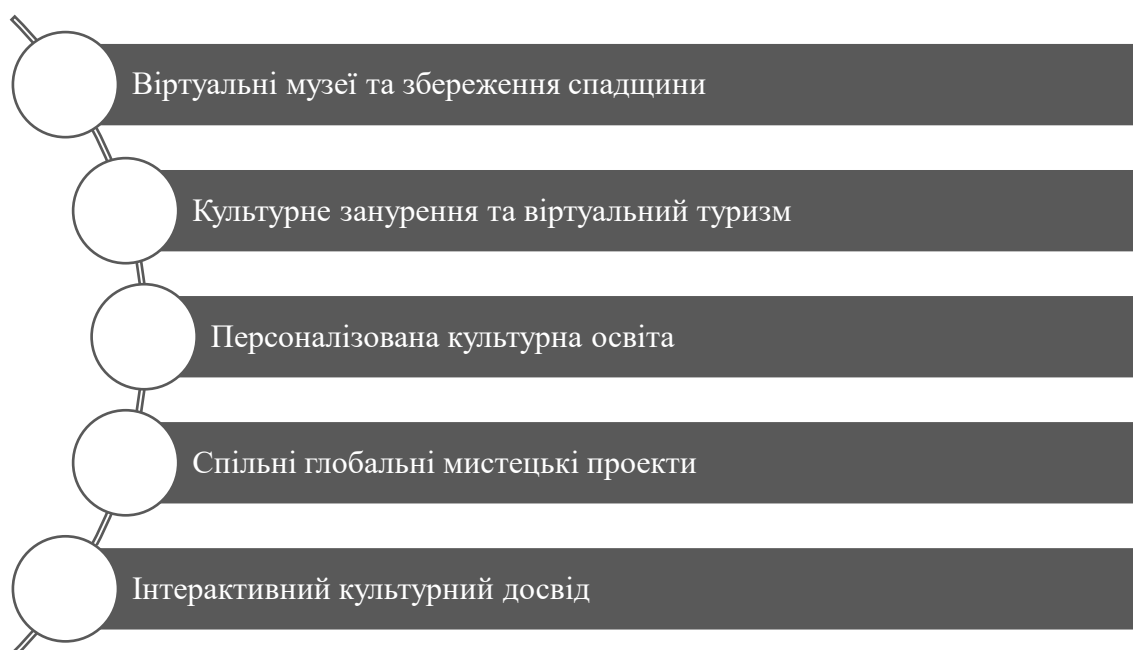 Віртуальні музеї та збереження спадщини
Культурне занурення та віртуальний туризм
Персоналізована культурна освіта
Спільні глобальні мистецькі проекти
Інтерактивний культурний досвід